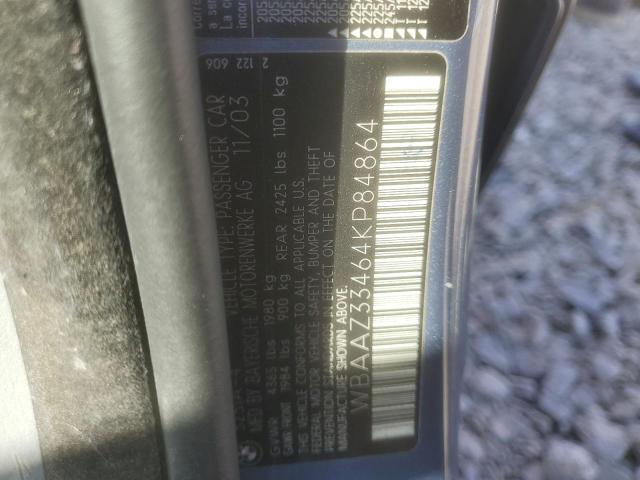 VEHICLE TYPE: PASSENGER CAR
MFD BY BAYERISCHE MOTORENWERKE AG 11/03
GVWR 4365 lbs 1980 kg
GAWR FRONT 1984 lbs 900 kg REAR 2425 lbs 1100 kg
THIS VEHICLE CONFORMS TO ALL APPLICABLE U.S.
FEDERAL MOTOR VEHICLE SAFETY, BUMPER AND THEFT
PREVENTION STANDARDS IN EFFECT ON THE DATE OF
MANUFACTURE SHOWN ABOVE.
WBAAZ33464KP84864
2 122 606